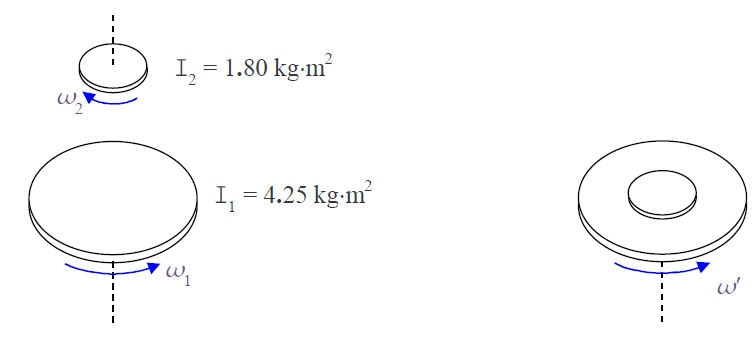 I₂ = 1.80 kg·m²
ω₂
I₁ = 4.25 kg·m²
ω₁
ω'